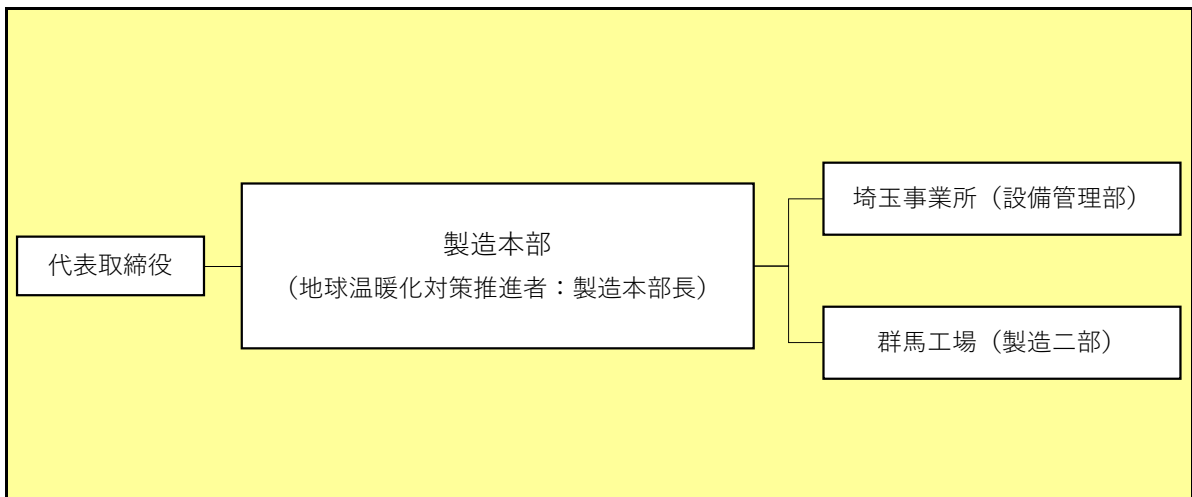 代表取締役
製造本部
（地球温暖化対策推進者：製造本部長）
埼玉事業所（設備管理部）
群馬工場（製造二部）